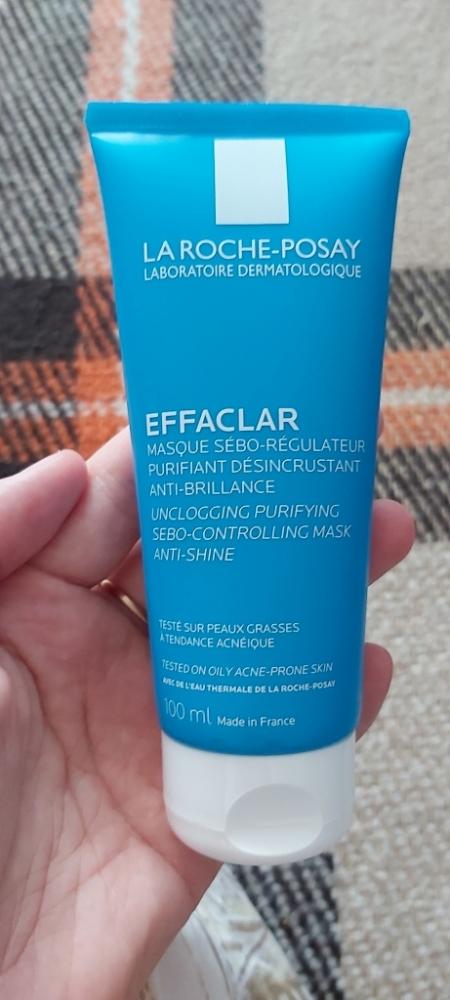 LA ROCHE-POSAY
LABORATOIRE DERMATOLOGIQUE
EFFACLAR
MASQUE SÉBO-RÉGULATEUR
PURIFIANT DÉSINCRUSTANT
ANTI-BRILLANCE
UNCLOGGING PURIFYING
SEBO-CONTROLLING MASK
ANTI-SHINE
TESTÉ SUR PEAUX GRASSES
À TENDANCE ACNÉIQUE
TESTED ON OILY ACNE-PRONE SKIN
AVEC DE L'EAU THERMALE DE LA ROCHE-POSAY
100 ml Made in France